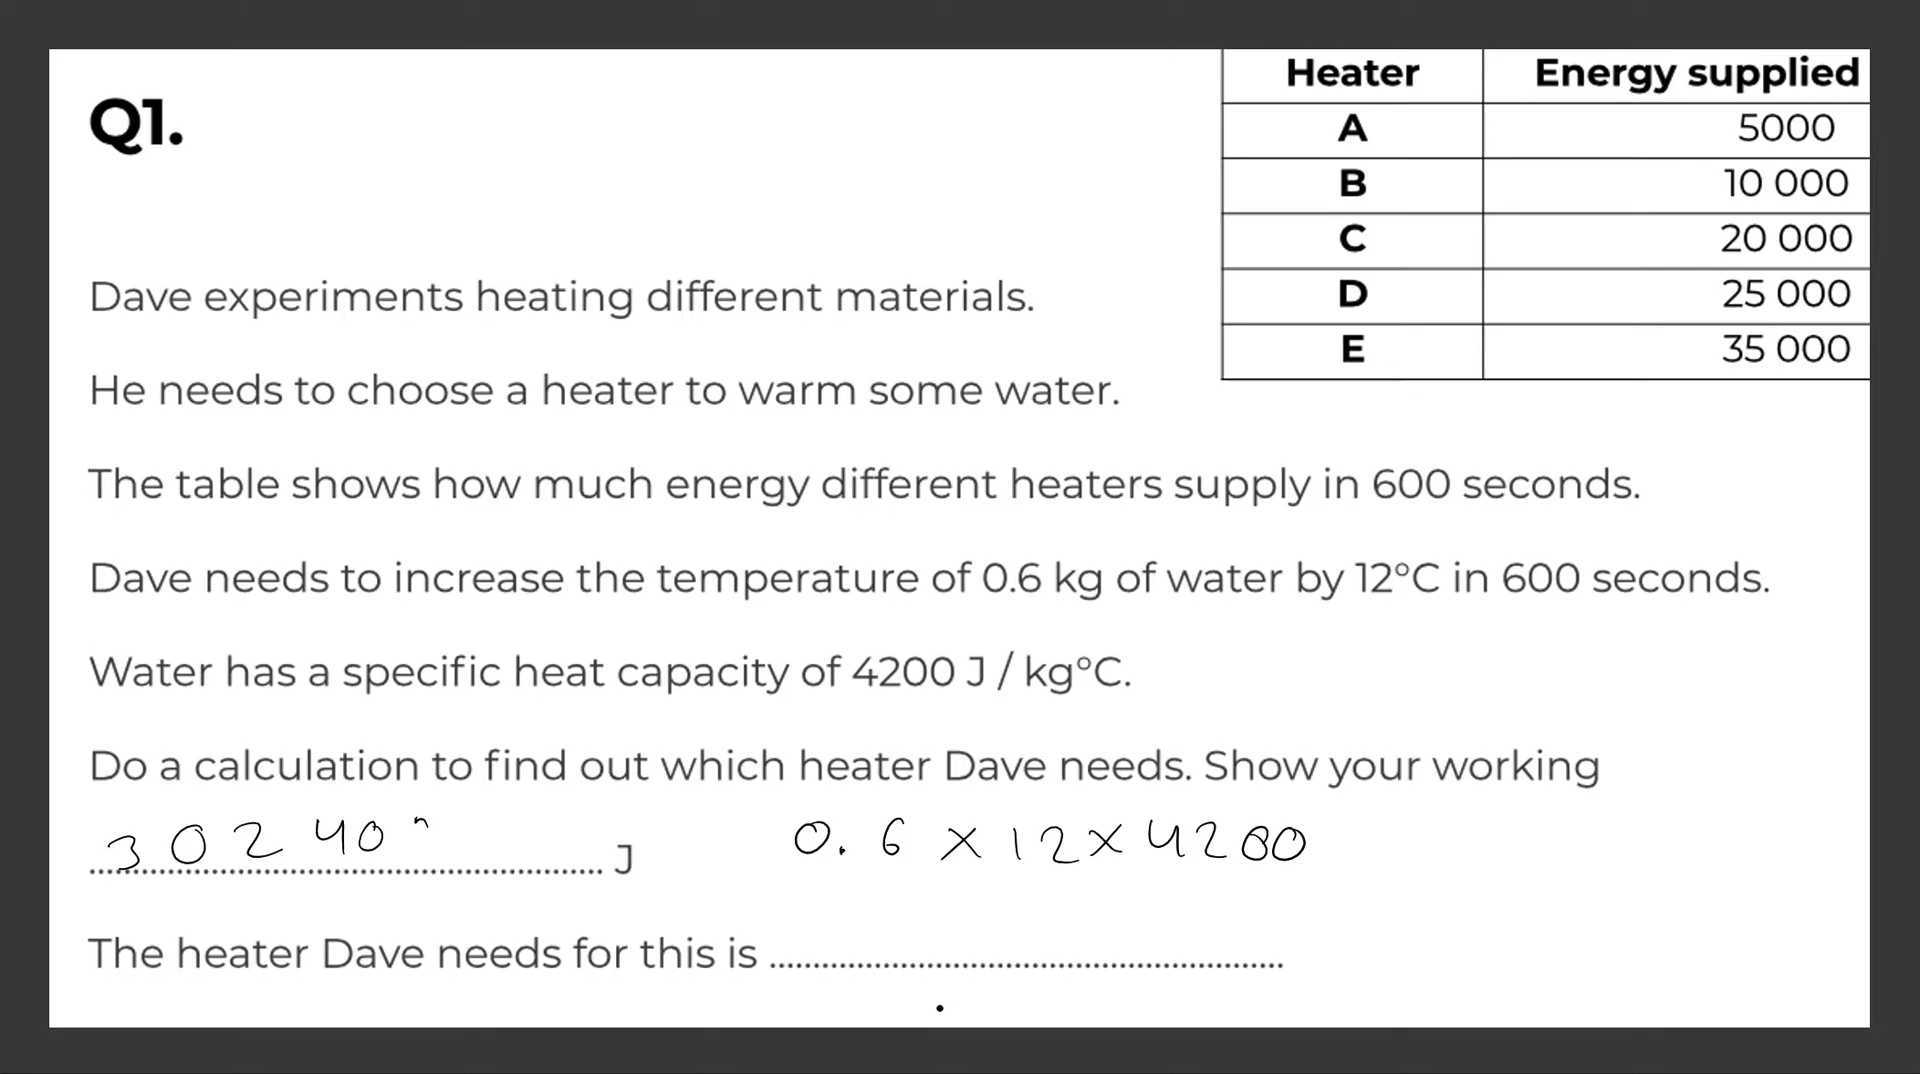 Heater Energy supplied
Q1.
A 5000
B 10 000
C 20 000
D 25 000
E 35 000
Dave experiments heating different materials.
He needs to choose a heater to warm some water.
The table shows how much energy different heaters supply in 600 seconds.
Dave needs to increase the temperature of 0.6 kg of water by 12°C in 600 seconds.
Water has a specific heat capacity of 4200 J / kg°C.
Do a calculation to find out which heater Dave needs. Show your working
30240 J 0.6 × 12 × 4200
The heater Dave needs for this is ............................................................